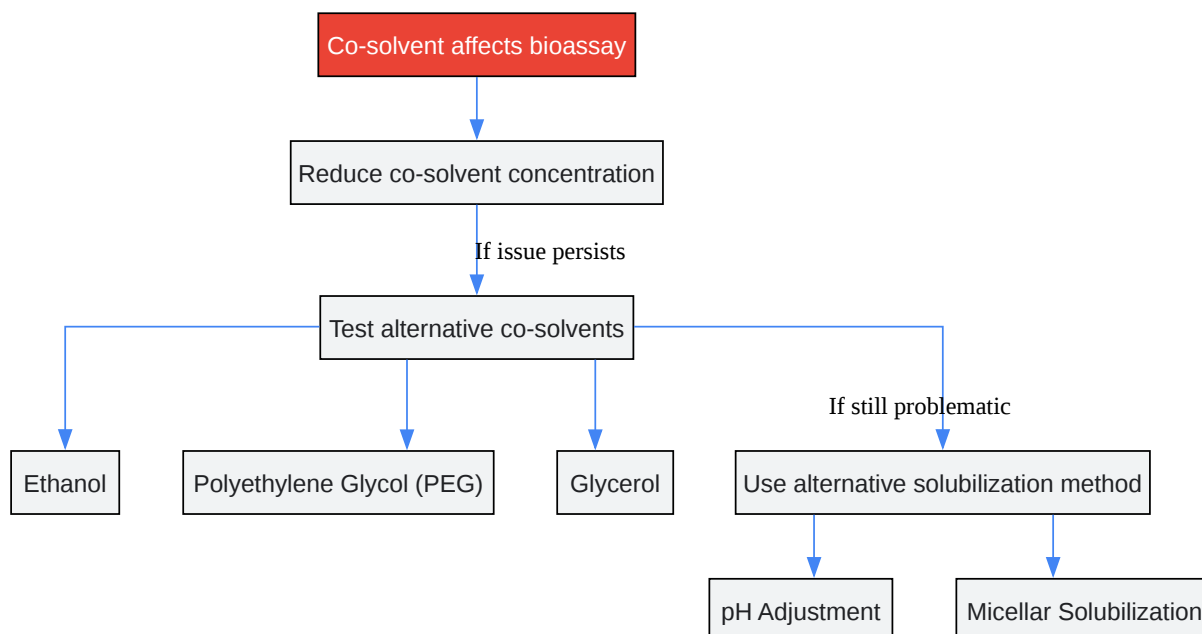 Co-solvent affects bioassay
Reduce co-solvent concentration
If issue persists
Test alternative co-solvents
If still problematic
Ethanol
Polyethylene Glycol (PEG)
Glycerol
Use alternative solubilization method
pH Adjustment
Micellar Solubilization